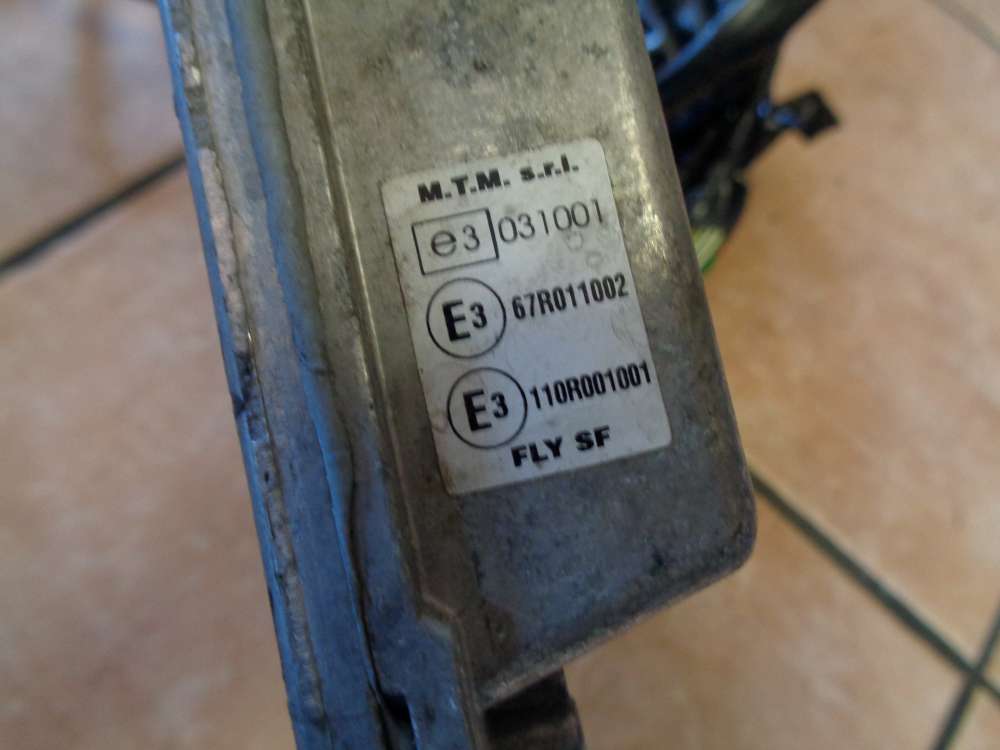 M.T.M. s.r.l.
e3 031001
E3 67R011002
E3 110R001001
FLY SF